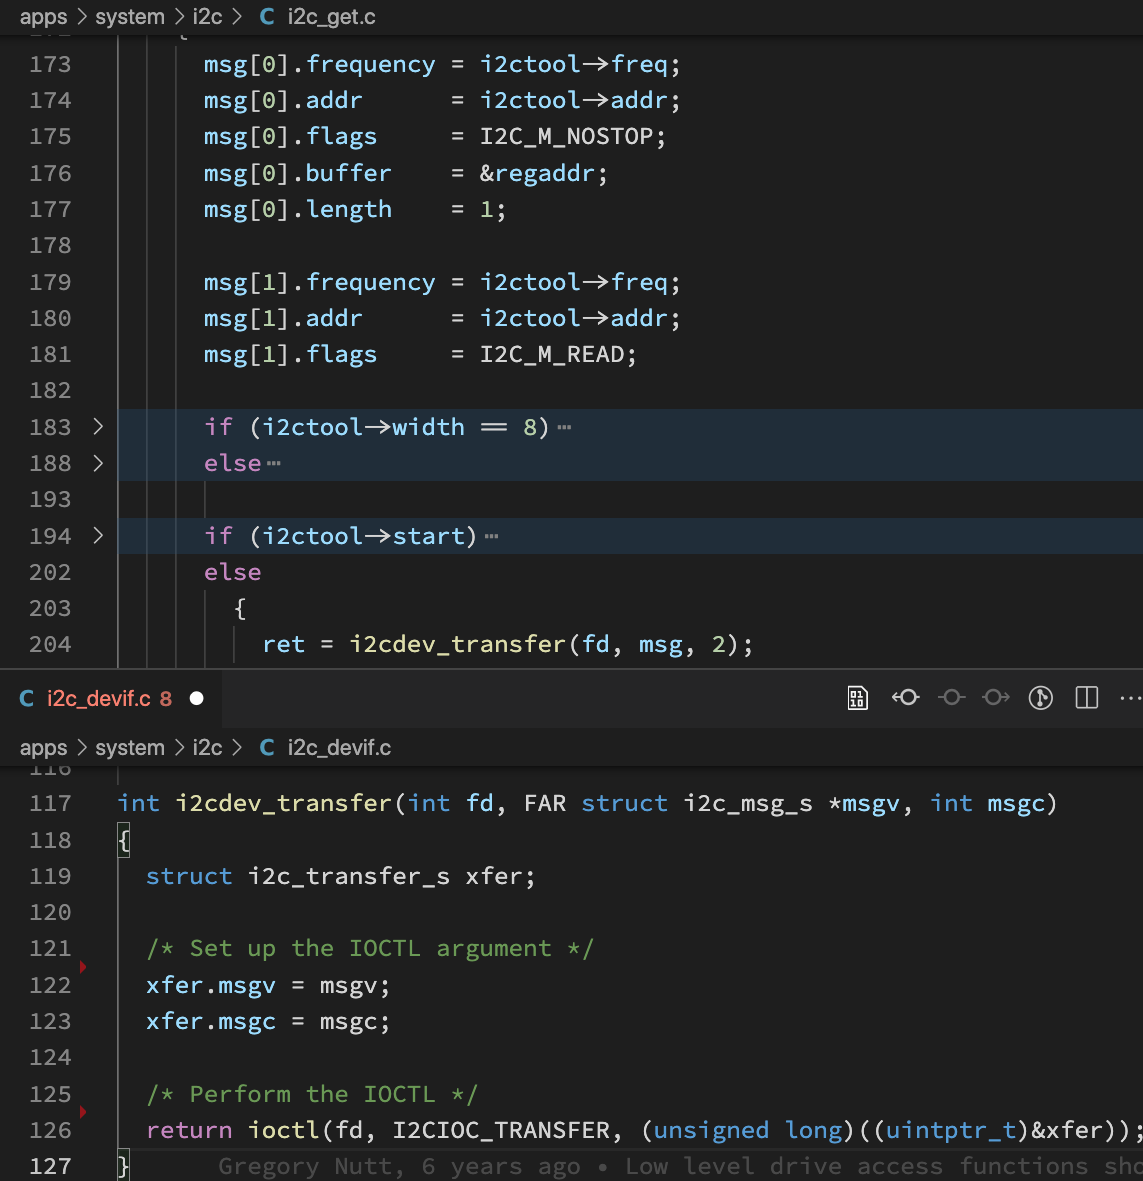 apps > system > i2c > C i2c_get.c
172 {
173 msg[0].frequency = i2ctool->freq;
174 msg[0].addr = i2ctool->addr;
175 msg[0].flags = I2C_M_NOSTOP;
176 msg[0].buffer = &regaddr;
177 msg[0].length = 1;
178
179 msg[1].frequency = i2ctool->freq;
180 msg[1].addr = i2ctool->addr;
181 msg[1].flags = I2C_M_READ;
182
183 > if (i2ctool->width == 8) ⋯
188 > else ⋯
193
194 > if (i2ctool->start) ⋯
202 else
203 {
204 ret = i2cdev_transfer(fd, msg, 2);
C i2c_devif.c 8 ●
apps > system > i2c > C i2c_devif.c
116
117 int i2cdev_transfer(int fd, FAR struct i2c_msg_s *msgv, int msgc)
118 {
119 struct i2c_transfer_s xfer;
120
121 /* Set up the IOCTL argument */
122 xfer.msgv = msgv;
123 xfer.msgc = msgc;
124
125 /* Perform the IOCTL */
126 return ioctl(fd, I2CIOC_TRANSFER, (unsigned long)((uintptr_t)&xfer));
127 } Gregory Nutt, 6 years ago • Low level drive access functions sho